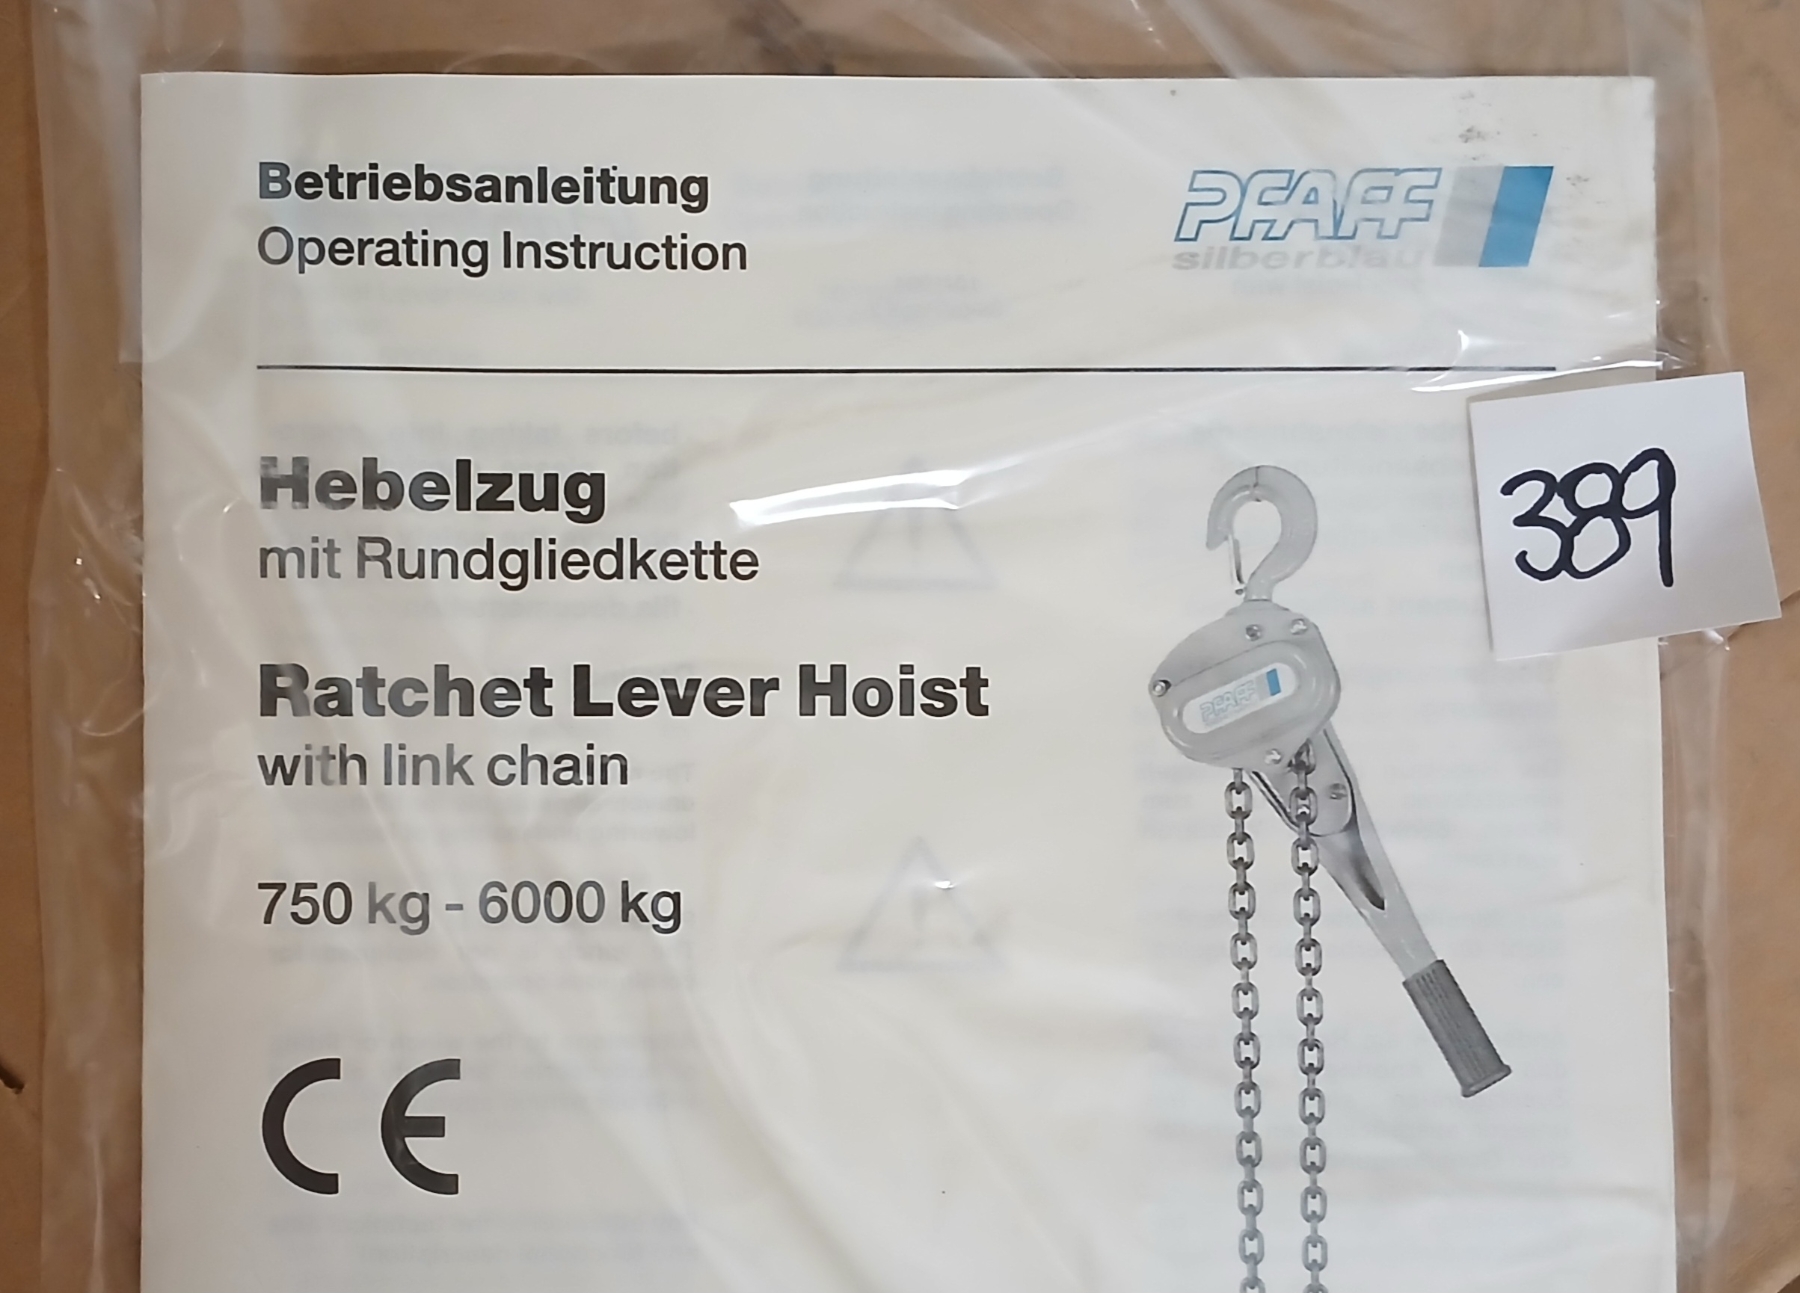 Betriebsanleitung
Operating Instruction
PFAFF
silberblau
Hebelzug
mit Rundgliedkette
389
Ratchet Lever Hoist
with link chain
PFAFF
750 kg - 6000 kg
CE